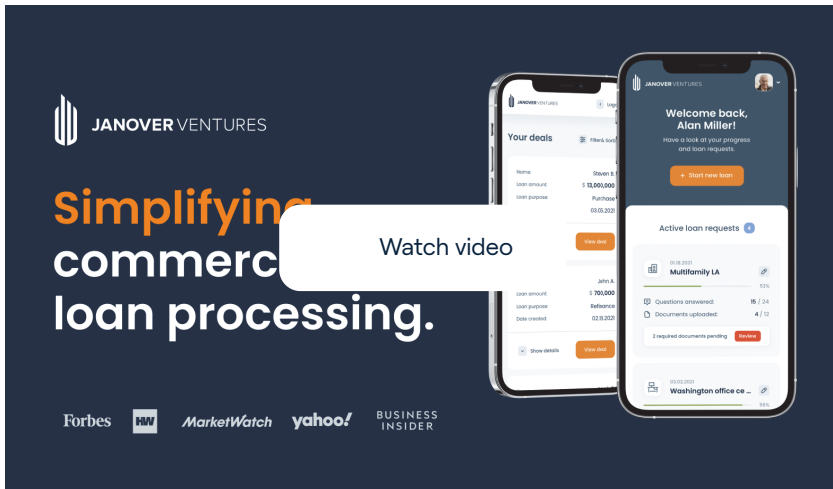 JANOVER VENTURES
Simplifying
commerc
loan processing.
Watch video
Forbes
HW
MarketWatch
yahoo!
BUSINESS
INSIDER
JANOVER VENTURES
Your deals
Name
Steven B.
Loan amount
$ 13,000,000
Loan purpose
Purchase
03.05.2021
View deal
John A.
Loan amount
$ 700,000
Loan purpose
Refinance
Date created:
02.11.2021
Show details
View deal
JANOVER VENTURES
Welcome back,
Alan Miller!
Have a look at your progress
and loan requests.
+ Start new loan
Active loan requests 4
01.18.2021
Multifamily LA
53%
Questions answered: 15 / 24
Documents uploaded: 4 / 12
2 required documents pending Review
03.02.2021
Washington office ce ...